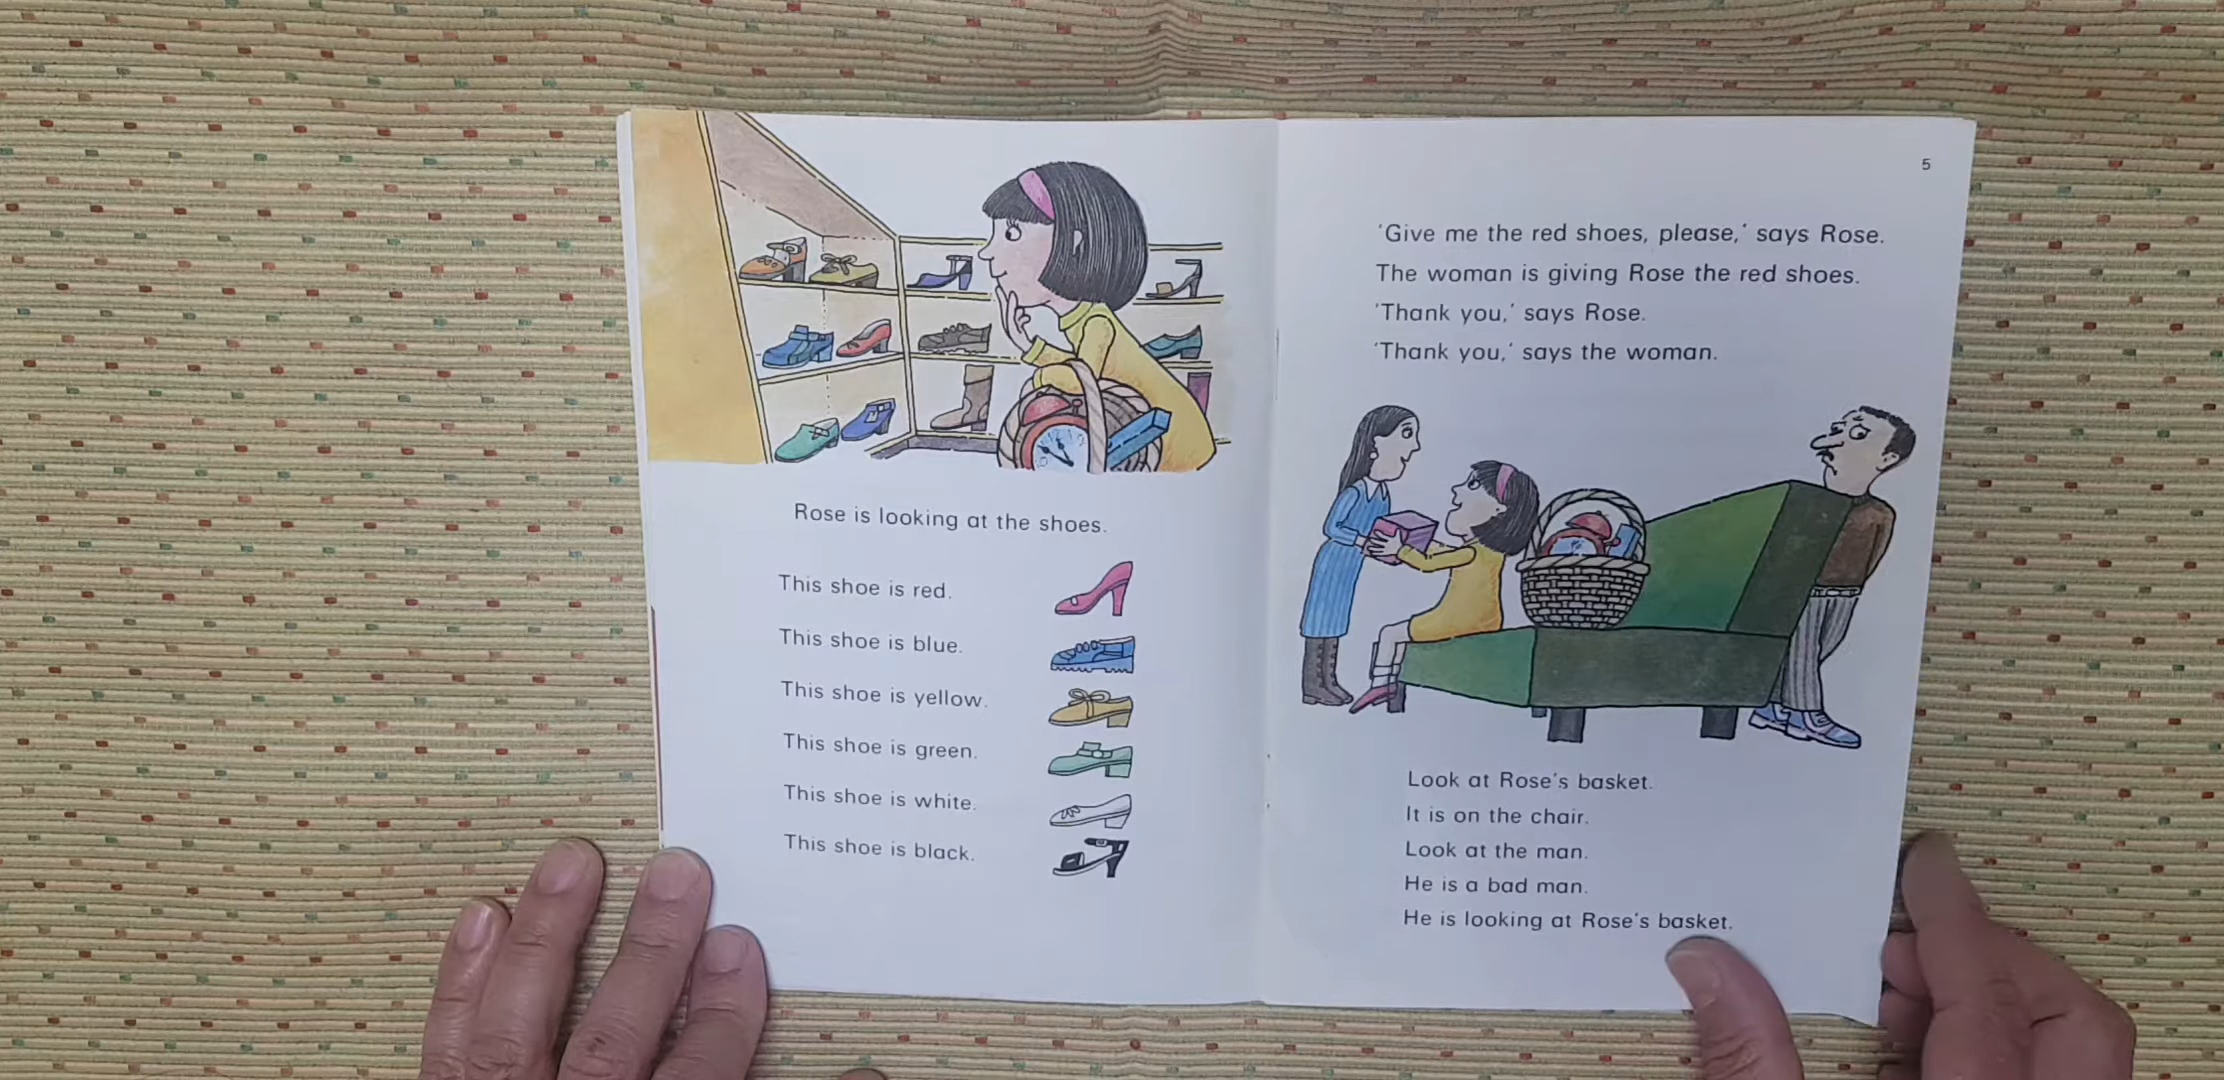 Rose is looking at the shoes.
This shoe is red.
This shoe is blue.
This shoe is yellow.
This shoe is green.
This shoe is white.
This shoe is black.
5
'Give me the red shoes, please,' says Rose.
The woman is giving Rose the red shoes.
'Thank you,' says Rose.
'Thank you,' says the woman.
Look at Rose's basket.
It is on the chair.
Look at the man.
He is a bad man.
He is looking at Rose's basket.